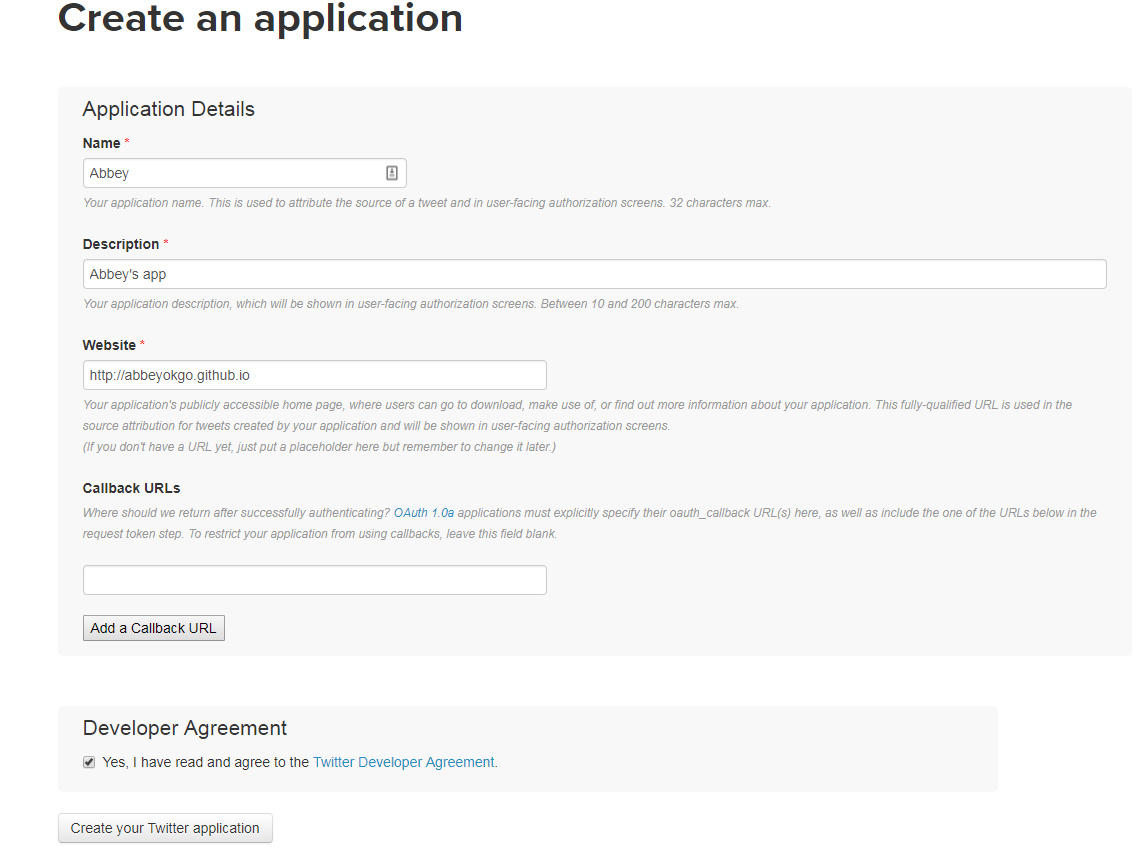 Create an application
Application Details
Name *
Abbey
Your application name. This is used to attribute the source of a tweet and in user-facing authorization screens. 32 characters max.
Description *
Abbey's app
Your application description, which will be shown in user-facing authorization screens. Between 10 and 200 characters max.
Website *
http://abbeyokgo.github.io
Your application's publicly accessible home page, where users can go to download, make use of, or find out more information about your application. This fully-qualified URL is used in the
source attribution for tweets created by your application and will be shown in user-facing authorization screens.
(If you don't have a URL yet, just put a placeholder here but remember to change it later.)
Callback URLs
Where should we return after successfully authenticating? OAuth 1.0a applications must explicitly specify their oauth_callback URL(s) here, as well as include the one of the URLs below in the
request token step. To restrict your application from using callbacks, leave this field blank.
Add a Callback URL
Developer Agreement
Yes, I have read and agree to the Twitter Developer Agreement.
Create your Twitter application